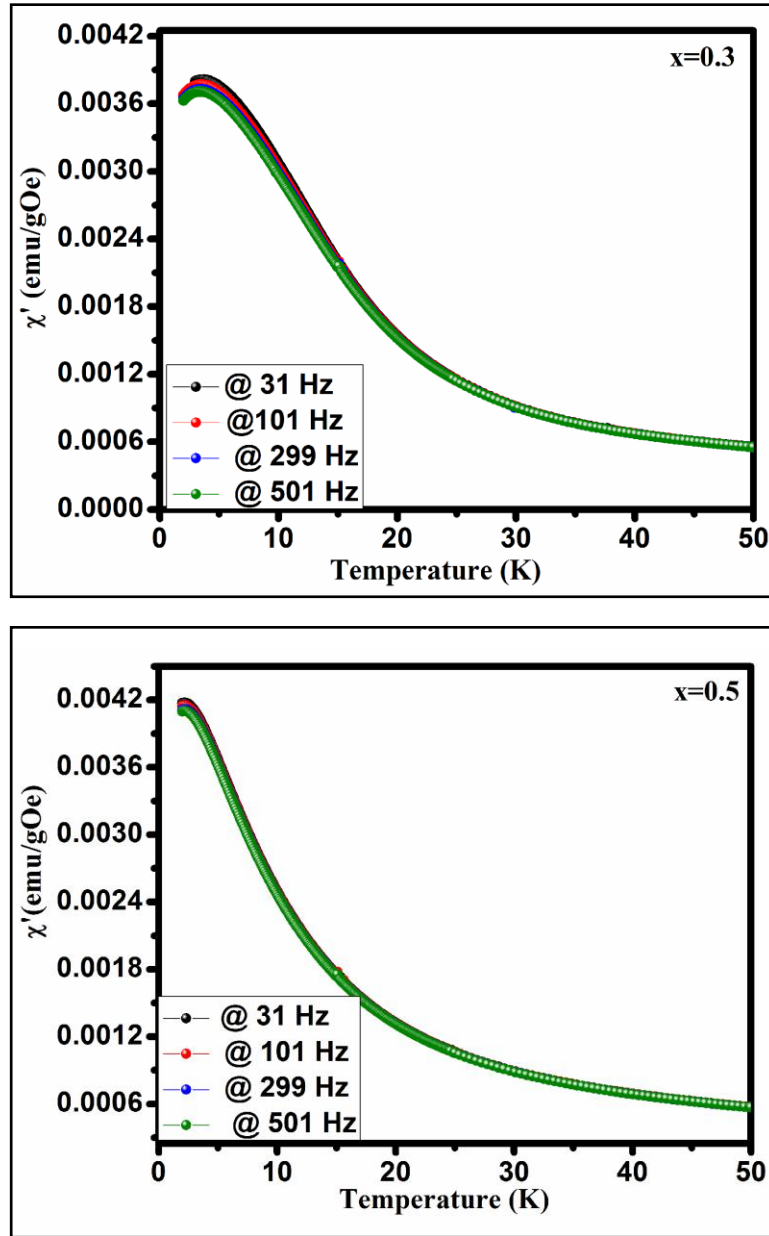 x=0.3
0.0042
0.0036
0.0030
0.0024
0.0018
0.0012
0.0006
0.0000
χ' (emu/gOe)
@ 31 Hz
@101 Hz
@ 299 Hz
@ 501 Hz
0 10 20 30 40 50
Temperature (K)
x=0.5
0.0042
0.0036
0.0030
0.0024
0.0018
0.0012
0.0006
χ'(emu/gOe)
@ 31 Hz
@ 101 Hz
@ 299 Hz
@ 501 Hz
0 10 20 30 40 50
Temperature (K)